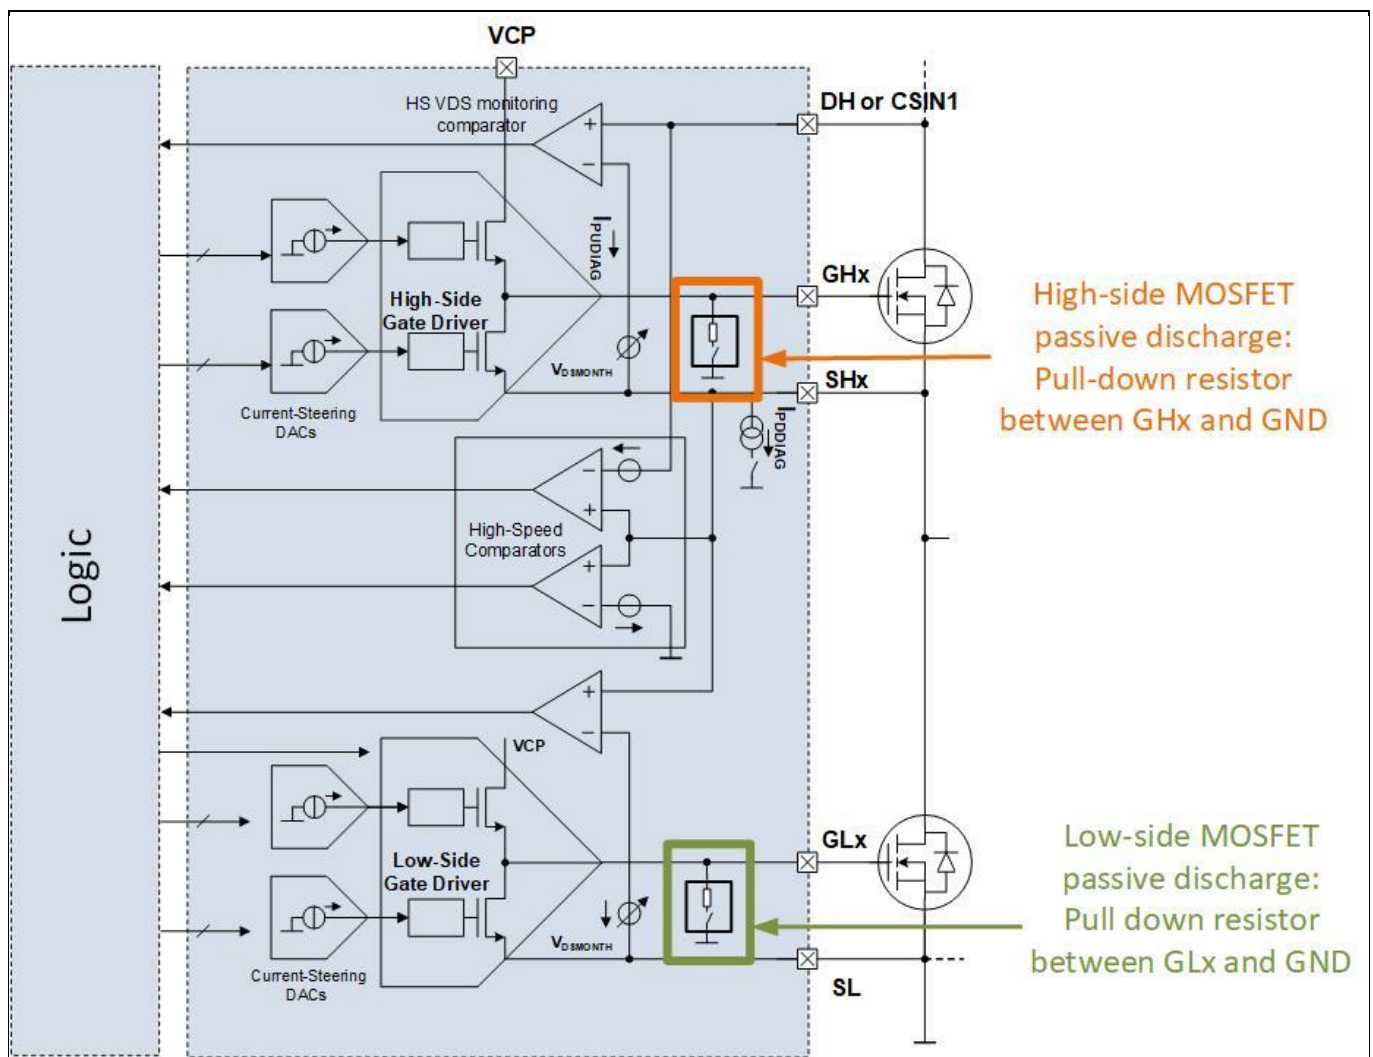 VCP
DH or CSIN1
HS VDS monitoring
comparator
+
−
IPUDIAG
GHx
High-Side
Gate Driver
VDSMONTH
SHx
Current-Steering
DACs
IPDDIAG
High-side MOSFET
passive discharge:
Pull-down resistor
between GHx and GND
−
+
High-Speed
Comparators
+
−
Logic
+
−
VCP
GLx
Low-Side
Gate Driver
VDSMONTH
SL
Current-Steering
DACs
Low-side MOSFET
passive discharge:
Pull down resistor
between GLx and GND